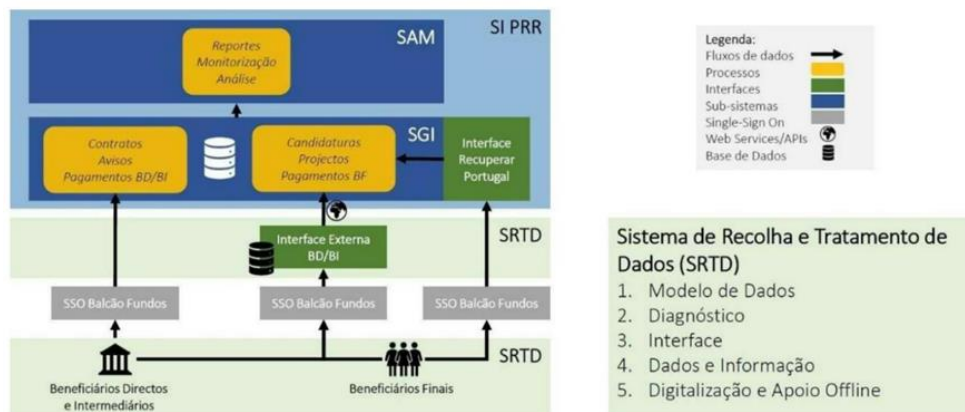 SI PRR
SAM
Reportes
Monitorização
Análise
SGI
Contratos
Avisos
Pagamentos BD/BI
Candidaturas
Projectos
Pagamentos BF
Interface
Recuperar
Portugal
SRTD
Interface Externa
BD/BI
SSO Balcão Fundos
SSO Balcão Fundos
SSO Balcão Fundos
SRTD
Beneficiários Directos
e Intermediários
Beneficiários Finais
Legenda:
Fluxos de dados
Processos
Interfaces
Sub-sistemas
Single-Sign On
Web Services/APIs
Base de Dados
Sistema de Recolha e Tratamento de
Dados (SRTD)
1. Modelo de Dados
2. Diagnóstico
3. Interface
4. Dados e Informação
5. Digitalização e Apoio Offline